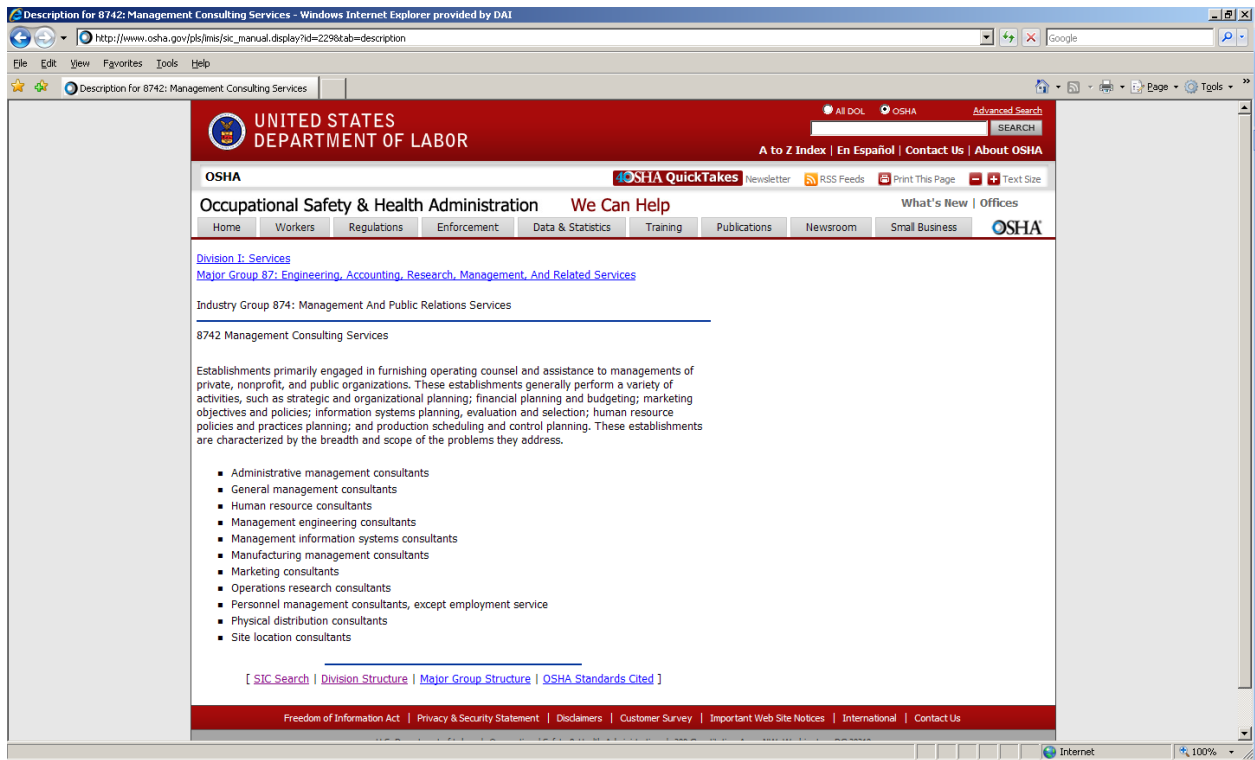 Description for 8742: Management Consulting Services - Windows Internet Explorer provided by DAI
http://www.osha.gov/pls/imis/sic_manual.display?id=229&tab=description
Google
File Edit View Favorites Tools Help
Description for 8742: Management Consulting Services
Page Tools
UNITED STATES
DEPARTMENT OF LABOR
All DOL OSHA Advanced Search
SEARCH
A to Z Index | En Español | Contact Us | About OSHA
OSHA
OSHA QuickTakes Newsletter RSS Feeds Print This Page Text Size
Occupational Safety & Health Administration We Can Help
What's New | Offices
Home Workers Regulations Enforcement Data & Statistics Training Publications Newsroom Small Business OSHA
Division I: Services
Major Group 87: Engineering, Accounting, Research, Management, And Related Services
Industry Group 874: Management And Public Relations Services
8742 Management Consulting Services
Establishments primarily engaged in furnishing operating counsel and assistance to managements of
private, nonprofit, and public organizations. These establishments generally perform a variety of
activities, such as strategic and organizational planning; financial planning and budgeting; marketing
objectives and policies; information systems planning, evaluation and selection; human resource
policies and practices planning; and production scheduling and control planning. These establishments
are characterized by the breadth and scope of the problems they address.
Administrative management consultants
General management consultants
Human resource consultants
Management engineering consultants
Management information systems consultants
Manufacturing management consultants
Marketing consultants
Operations research consultants
Personnel management consultants, except employment service
Physical distribution consultants
Site location consultants
[ SIC Search | Division Structure | Major Group Structure | OSHA Standards Cited ]
Freedom of Information Act | Privacy & Security Statement | Disclaimers | Customer Survey | Important Web Site Notices | International | Contact Us
Internet
100%